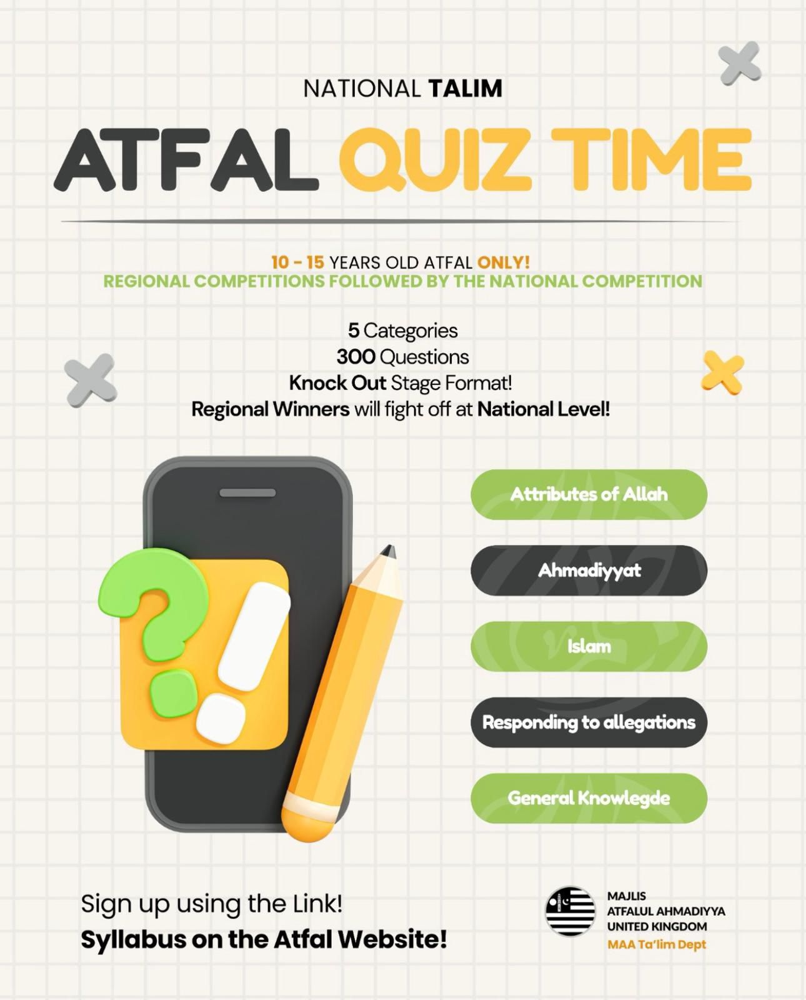 NATIONAL TALIM
ATFAL QUIZ TIME
10 - 15 YEARS OLD ATFAL ONLY!
REGIONAL COMPETITIONS FOLLOWED BY THE NATIONAL COMPETITION
5 Categories
300 Questions
Knock Out Stage Format!
Regional Winners will fight off at National Level!
Attributes of Allah
Ahmadiyyat
Islam
Responding to allegations
General Knowlegde
Sign up using the Link!
Syllabus on the Atfal Website!
MAJLIS
ATFALUL AHMADIYYA
UNITED KINGDOM
MAA Ta'lim Dept